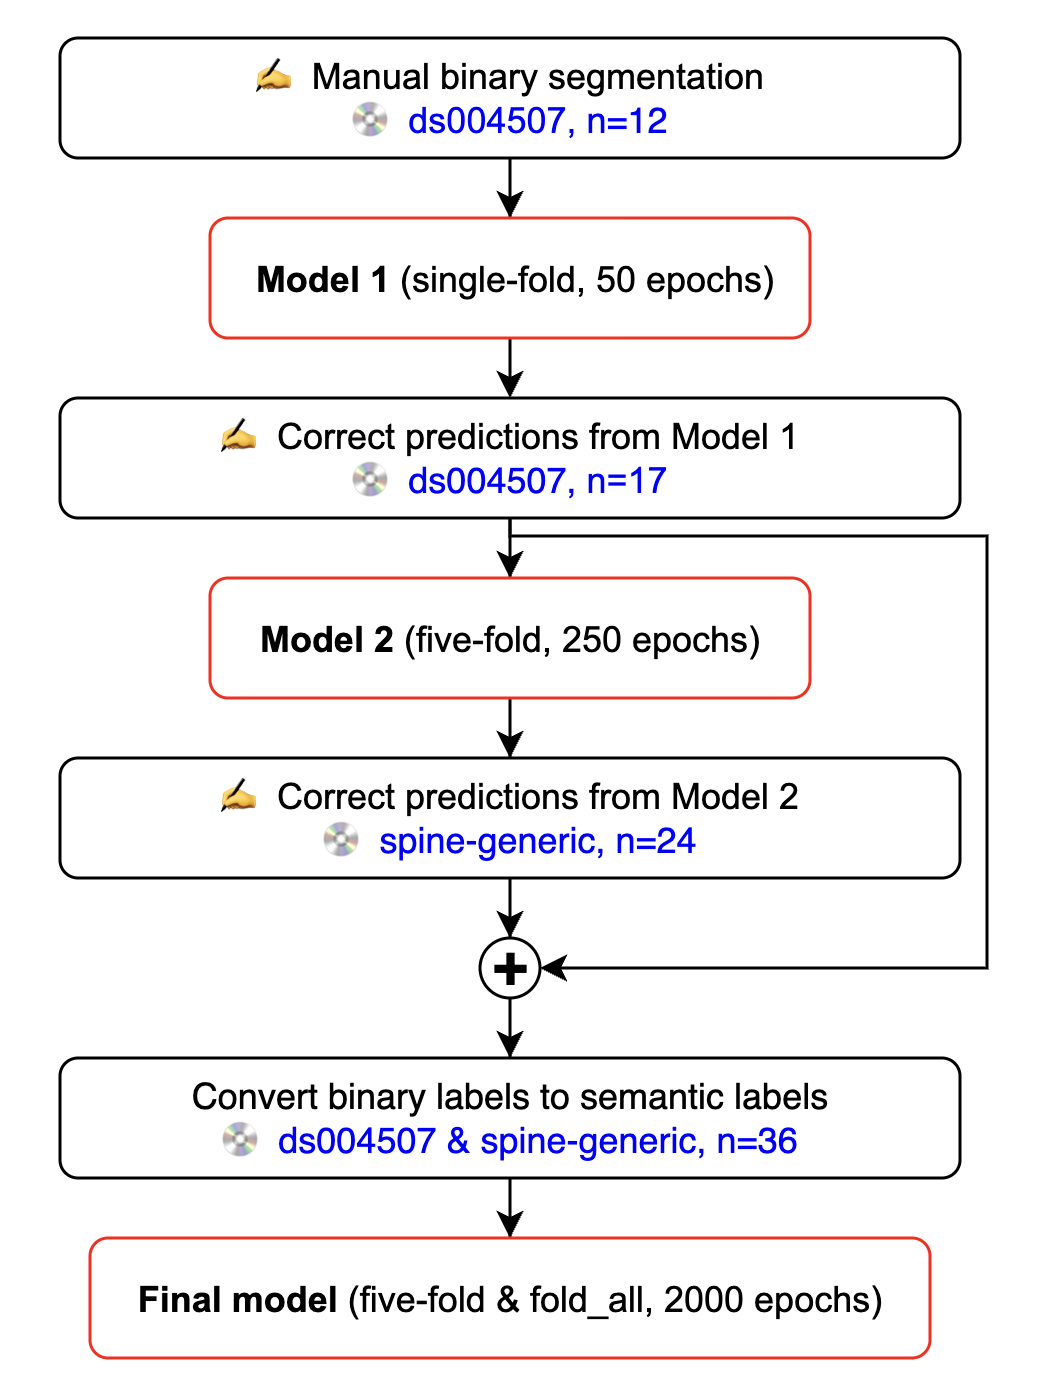 Manual binary segmentation
ds004507, n=12
Model 1 (single-fold, 50 epochs)
Correct predictions from Model 1
ds004507, n=17
Model 2 (five-fold, 250 epochs)
Correct predictions from Model 2
spine-generic, n=24
+
Convert binary labels to semantic labels
ds004507 & spine-generic, n=36
Final model (five-fold & fold_all, 2000 epochs)